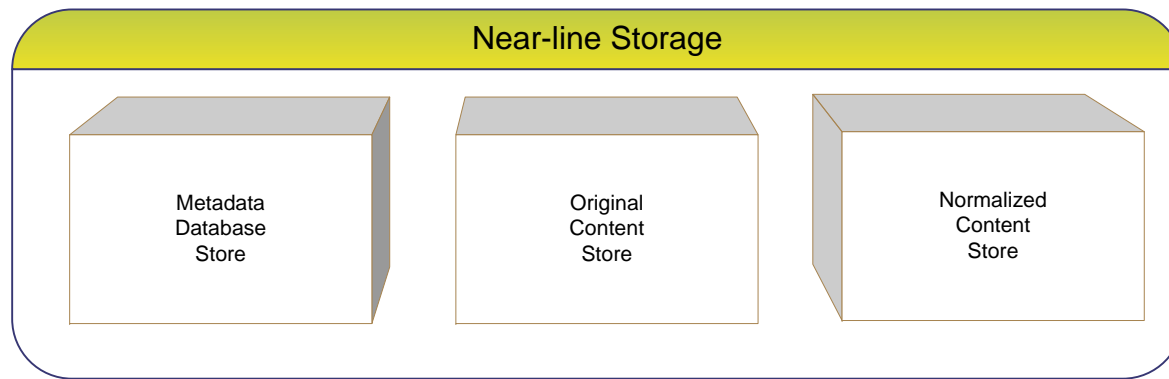 Near-line Storage
Metadata
Database
Store
Original
Content
Store
Normalized
Content
Store